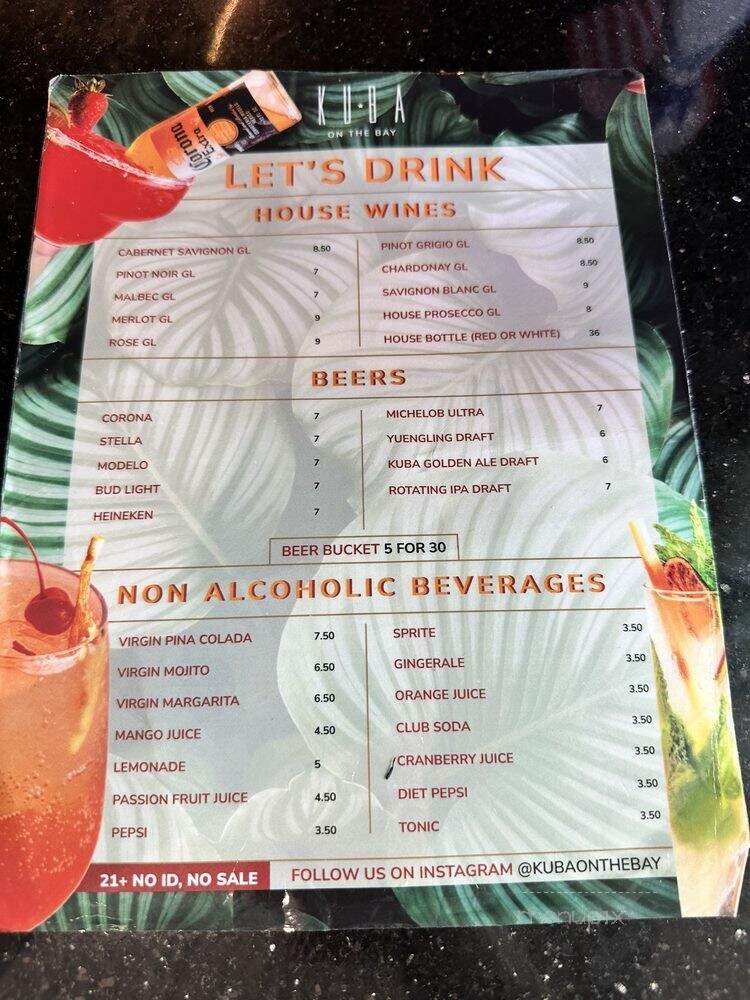 Corona
Extra
KU·BA
ON THE BAY
LET'S DRINK
HOUSE WINES
CABERNET SAVIGNON GL 8.50
PINOT NOIR GL 7
MALBEC GL 7
MERLOT GL 9
ROSE GL 9
PINOT GRIGIO GL 8.50
CHARDONAY GL 8.50
SAVIGNON BLANC GL 9
HOUSE PROSECCO GL 8
HOUSE BOTTLE (RED OR WHITE) 36
BEERS
CORONA 7
STELLA 7
MODELO 7
BUD LIGHT 7
HEINEKEN 7
MICHELOB ULTRA 7
YUENGLING DRAFT 6
KUBA GOLDEN ALE DRAFT 6
ROTATING IPA DRAFT 7
BEER BUCKET 5 FOR 30
NON ALCOHOLIC BEVERAGES
VIRGIN PINA COLADA 7.50
VIRGIN MOJITO 6.50
VIRGIN MARGARITA 6.50
MANGO JUICE 4.50
LEMONADE 5
PASSION FRUIT JUICE 4.50
PEPSI 3.50
SPRITE 3.50
GINGERALE 3.50
ORANGE JUICE 3.50
CLUB SODA 3.50
CRANBERRY JUICE 3.50
DIET PEPSI 3.50
TONIC 3.50
21+ NO ID, NO SALE
FOLLOW US ON INSTAGRAM @KUBAONTHEBAY
menupix